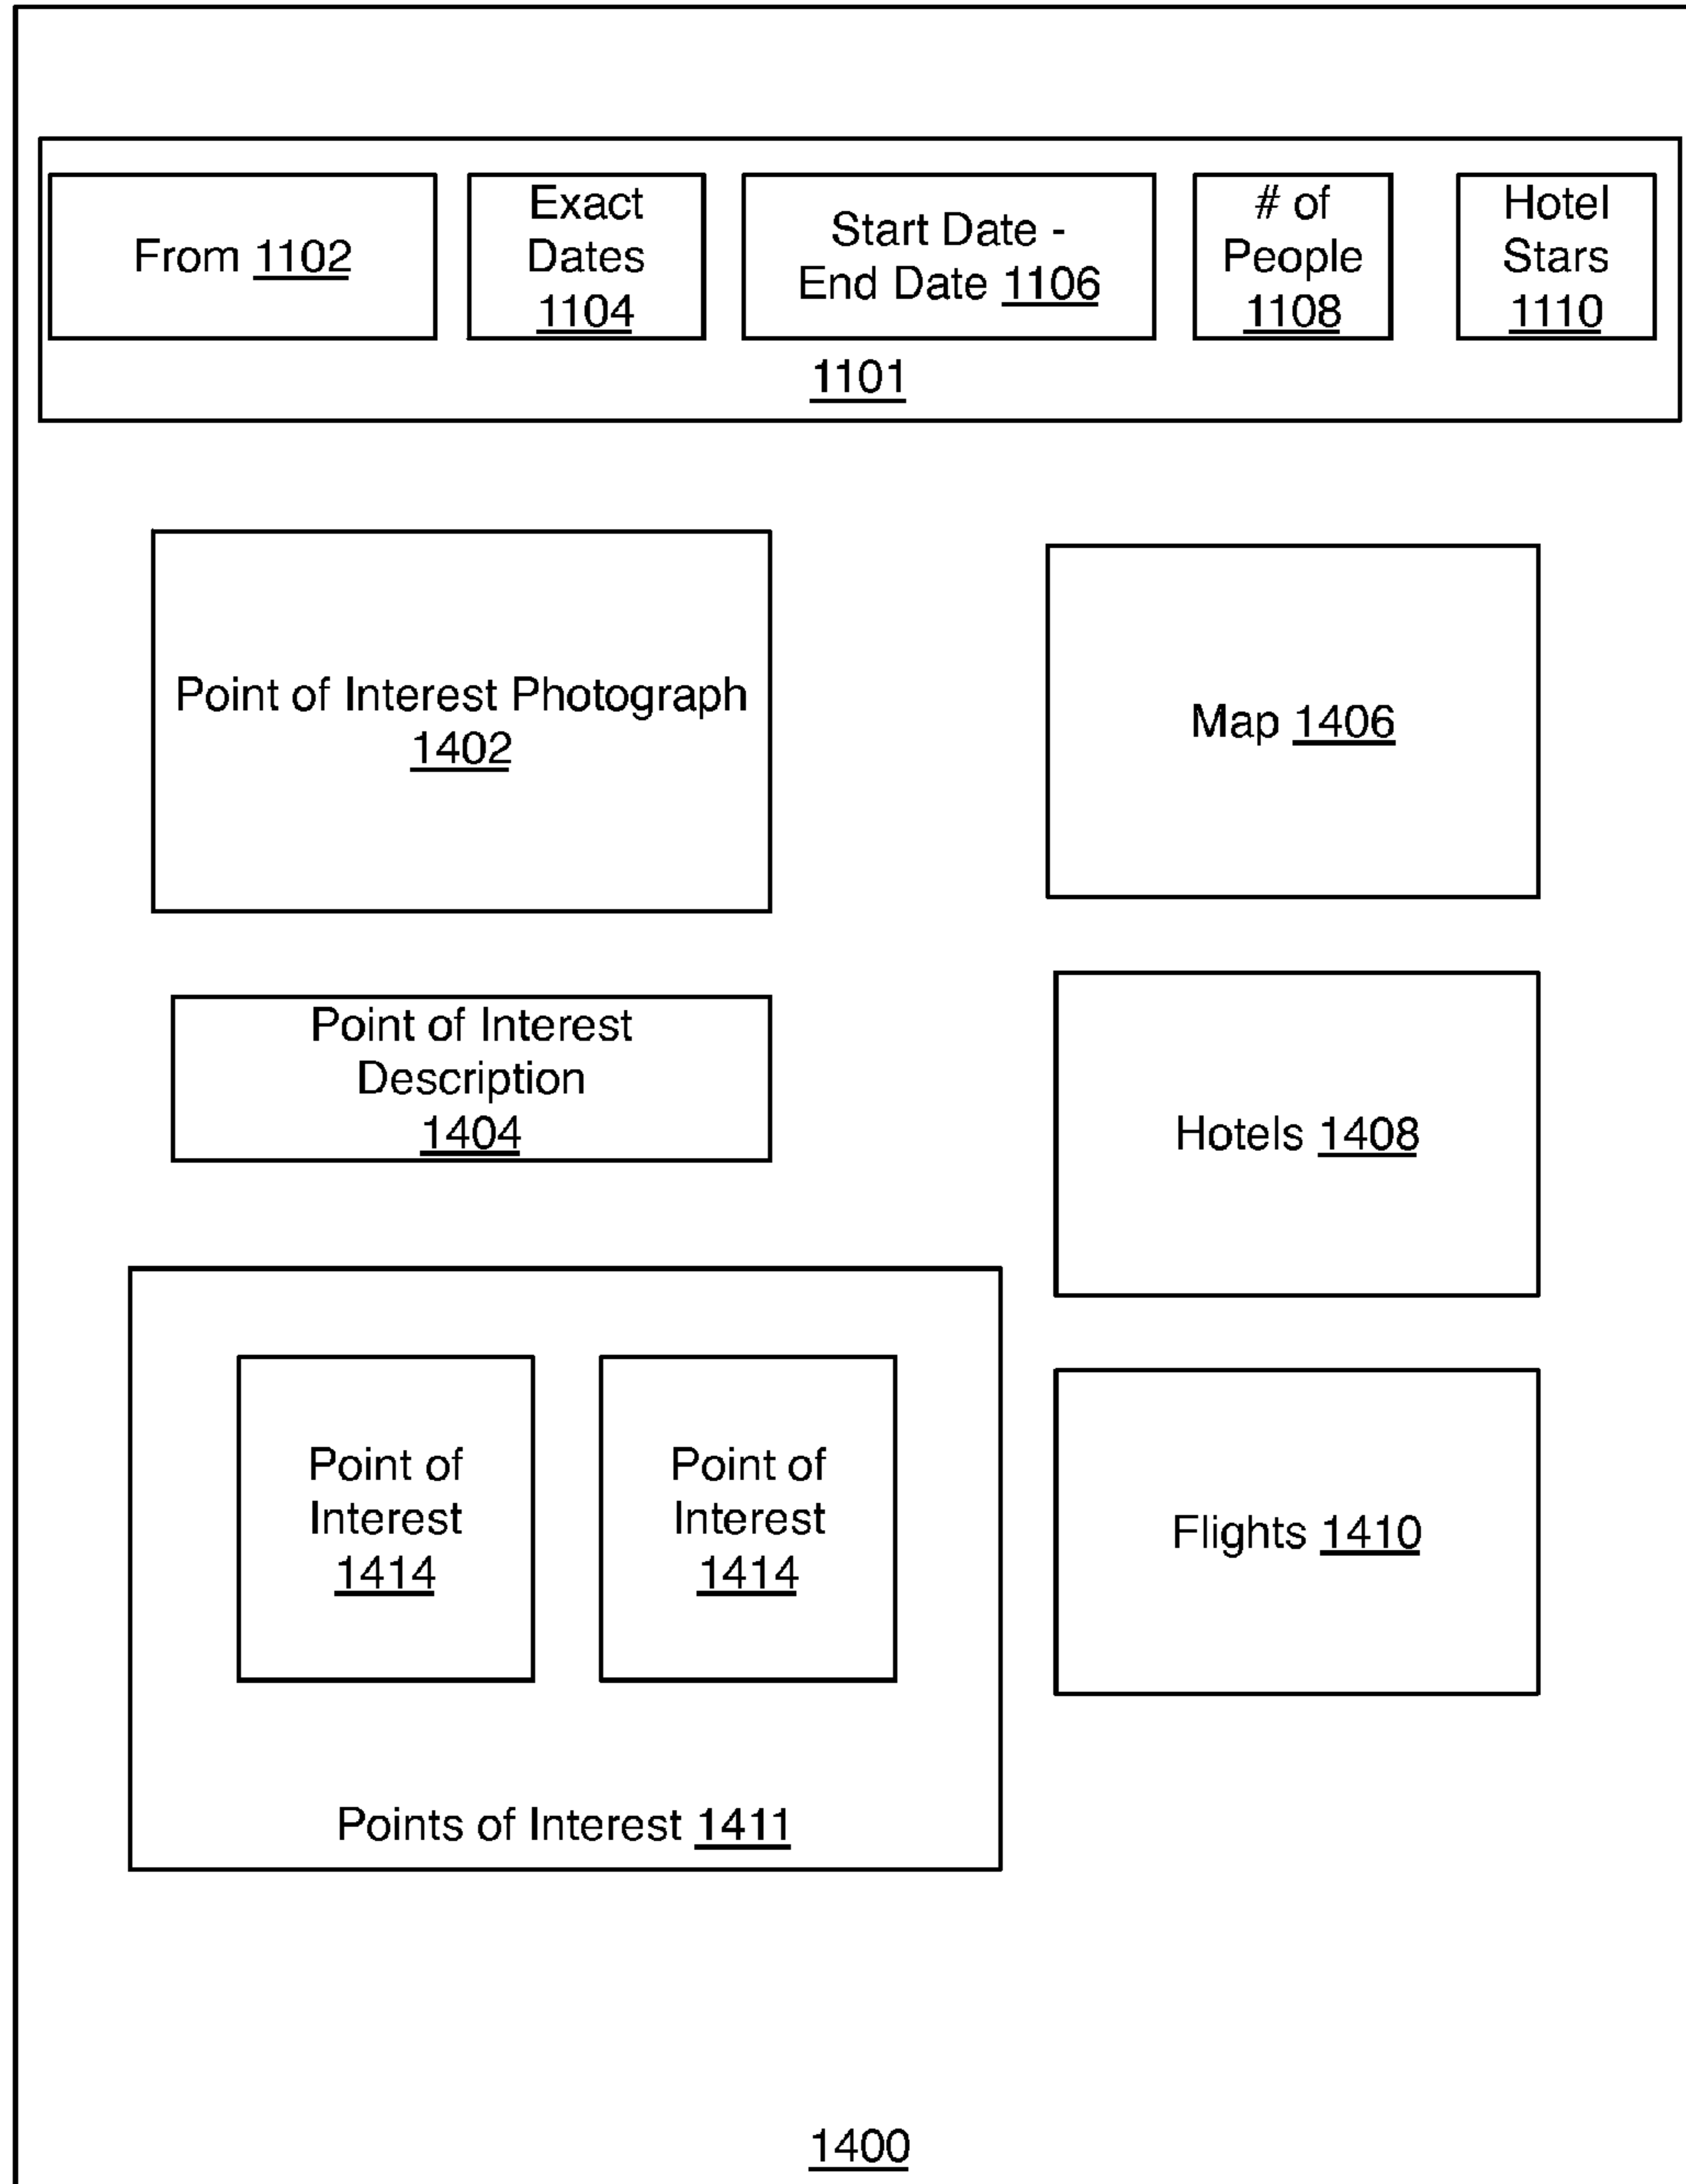 From 1102
Exact
Dates
1104
Start Date -
End Date 1106
# of
People
1108
Hotel
Stars
1110
1101
Point of Interest Photograph
1402
Map 1406
Point of Interest
Description
1404
Hotels 1408
Point of
Interest
1414
Point of
Interest
1414
Points of Interest 1411
Flights 1410
1400